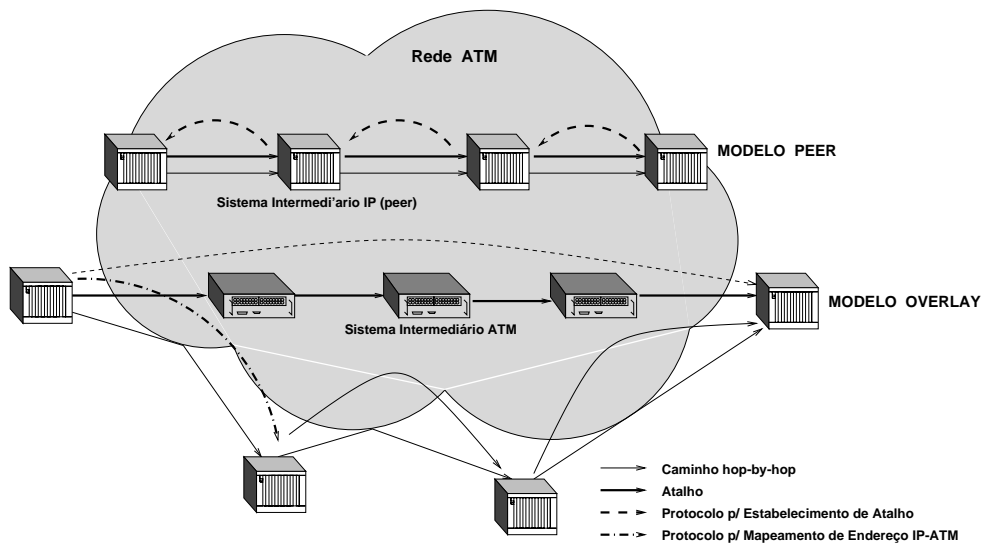 Rede ATM
MODELO PEER
Sistema Intermedi'ario IP (peer)
MODELO OVERLAY
Sistema Intermediário ATM
Caminho hop-by-hop
Atalho
Protocolo p/ Estabelecimento de Atalho
Protocolo p/ Mapeamento de Endereço IP-ATM